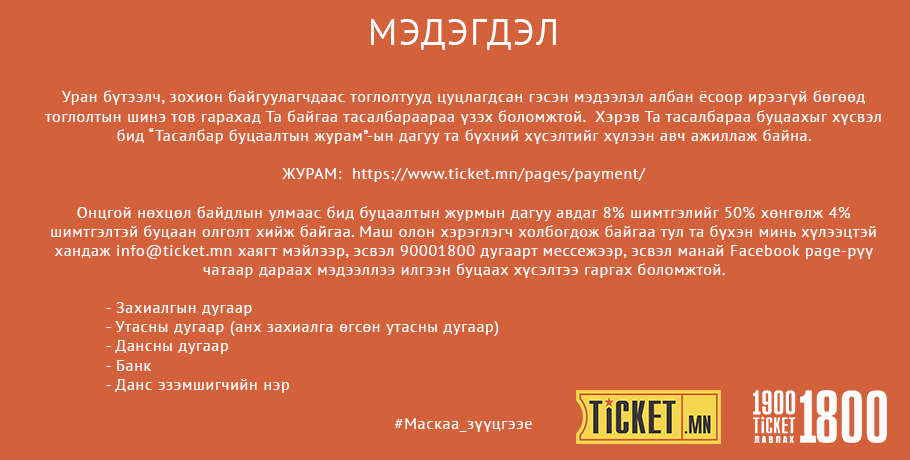 МЭДЭГДЭЛ
Уран бүтээлч, зохион байгуулагчдаас тоглолтууд цуцлагдсан гэсэн мэдээлэл албан ёсоор ирээгүй бөгөөд
тоглолтын шинэ тов гарахад Та байгаа тасалбараараа үзэх боломжтой. Хэрэв Та тасалбараа буцаахыг хүсвэл
бид “Тасалбар буцаалтын журам”-ын дагуу та бүхний хүсэлтийг хүлээн авч ажиллаж байна.
ЖУРАМ: https://www.ticket.mn/pages/payment/
Онцгой нөхцөл байдлын улмаас бид буцаалтын журмын дагуу авдаг 8% шимтгэлийг 50% хөнгөлж 4%
шимтгэлтэй буцаан олголт хийж байгаа. Маш олон хэрэглэгч холбогдож байгаа тул та бүхэн минь хүлээцтэй
хандаж info@ticket.mn хаягт мэйлээр, эсвэл 90001800 дугаарт мессежээр, эсвэл манай Facebook page-рүү
чатаар дараах мэдээллээ илгээн буцаах хүсэлтээ гаргах боломжтой.
- Захиалгын дугаар
- Утасны дугаар (анх захиалга өгсөн утасны дугаар)
- Дансны дугаар
- Банк
- Данс эзэмшигчийн нэр
#Маскаа_зүүцгээе
TiCKET.MN
1900 1800
TiCKET
ЛАВЛАХ